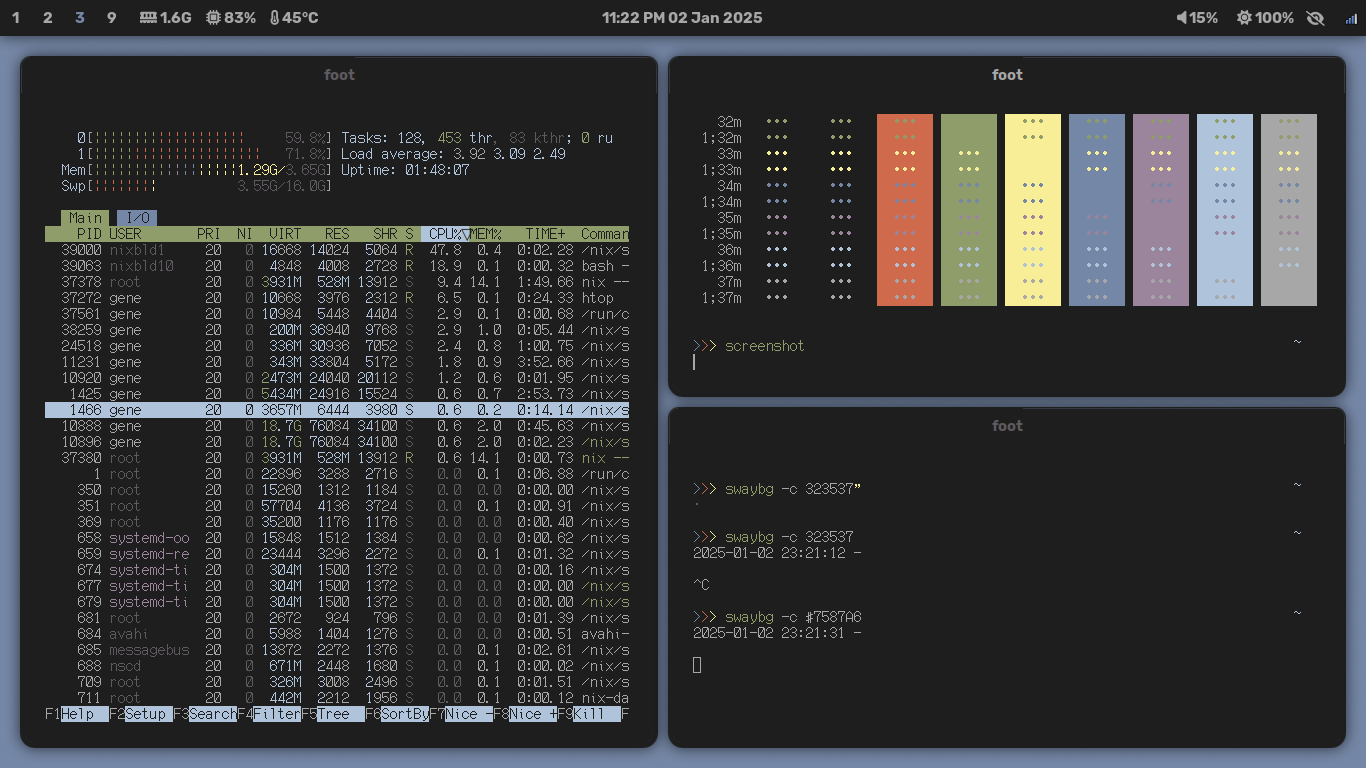 1 2 3 9 1.6G 83% 45°C 11:22 PM 02 Jan 2025 15% 100%
foot
0[ 59.8%] Tasks: 128, 453 thr, 83 kthr; 0 ru
1[ 71.8%] Load average: 3.92 3.09 2.49
Mem[ 1.29G/3.65G] Uptime: 01:48:07
Swp[ 3.55G/16.0G]
Main I/O
PID USER PRI NI VIRT RES SHR S CPU%▽MEM% TIME+ Comman
39000 nixbld1 20 0 16668 14024 5064 R 47.8 0.4 0:02.28 /nix/s
39063 nixbld10 20 0 4848 4008 2728 R 18.9 0.1 0:00.32 bash -
37378 root 20 0 3931M 528M 13912 S 9.4 14.1 1:49.66 nix --
37272 gene 20 0 10668 3976 2312 R 6.5 0.1 0:24.33 htop
37561 gene 20 0 10984 5448 4404 S 2.9 0.1 0:00.68 /run/c
38259 gene 20 0 200M 36940 9768 S 2.9 1.0 0:05.44 /nix/s
24518 gene 20 0 336M 30936 7052 S 2.4 0.8 1:00.75 /nix/s
11231 gene 20 0 343M 33804 5172 S 1.8 0.9 3:52.66 /nix/s
10920 gene 20 0 2473M 24040 20112 S 1.2 0.6 0:01.95 /nix/s
1425 gene 20 0 5434M 24916 15524 S 0.6 0.7 2:53.73 /nix/s
1466 gene 20 0 3657M 6444 3980 S 0.6 0.2 0:14.14 /nix/s
10888 gene 20 0 18.7G 76084 34100 S 0.6 2.0 0:45.63 /nix/s
10896 gene 20 0 18.7G 76084 34100 S 0.6 2.0 0:02.23 /nix/s
37380 root 20 0 3931M 528M 13912 R 0.6 14.1 0:00.73 nix --
1 root 20 0 22896 3288 2716 S 0.0 0.1 0:06.88 /run/c
350 root 20 0 15260 1312 1184 S 0.0 0.0 0:00.00 /nix/s
351 root 20 0 57704 4136 3724 S 0.0 0.1 0:00.91 /nix/s
369 root 20 0 35200 1176 1176 S 0.0 0.0 0:00.40 /nix/s
658 systemd-oo 20 0 15848 1512 1384 S 0.0 0.0 0:00.62 /nix/s
659 systemd-re 20 0 23444 3296 2272 S 0.0 0.1 0:01.32 /nix/s
674 systemd-ti 20 0 304M 1500 1372 S 0.0 0.0 0:00.16 /nix/s
677 systemd-ti 20 0 304M 1500 1372 S 0.0 0.0 0:00.00 /nix/s
679 systemd-ti 20 0 304M 1500 1372 S 0.0 0.0 0:00.00 /nix/s
681 root 20 0 2672 924 796 S 0.0 0.0 0:01.39 /nix/s
684 avahi 20 0 5988 1404 1276 S 0.0 0.0 0:00.51 avahi-
685 messagebus 20 0 13872 2272 1376 S 0.0 0.1 0:02.61 /nix/s
688 nscd 20 0 671M 2448 1680 S 0.0 0.1 0:00.02 /nix/s
709 root 20 0 326M 3008 2496 S 0.0 0.1 0:01.51 /nix/s
711 root 20 0 442M 2212 1956 S 0.0 0.1 0:00.12 nix-da
F1Help F2Setup F3SearchF4FilterF5Tree F6SortByF7Nice -F8Nice +F9Kill F
foot
32m
1;32m
33m
1;33m
34m
1;34m
35m
1;35m
36m
1;36m
37m
1;37m
>>> screenshot ~
foot
>>> swaybg -c 323537” ~
>>> swaybg -c 323537 ~
2025-01-02 23:21:12 -
^C
>>> swaybg -c #7587A6 ~
2025-01-02 23:21:31 -